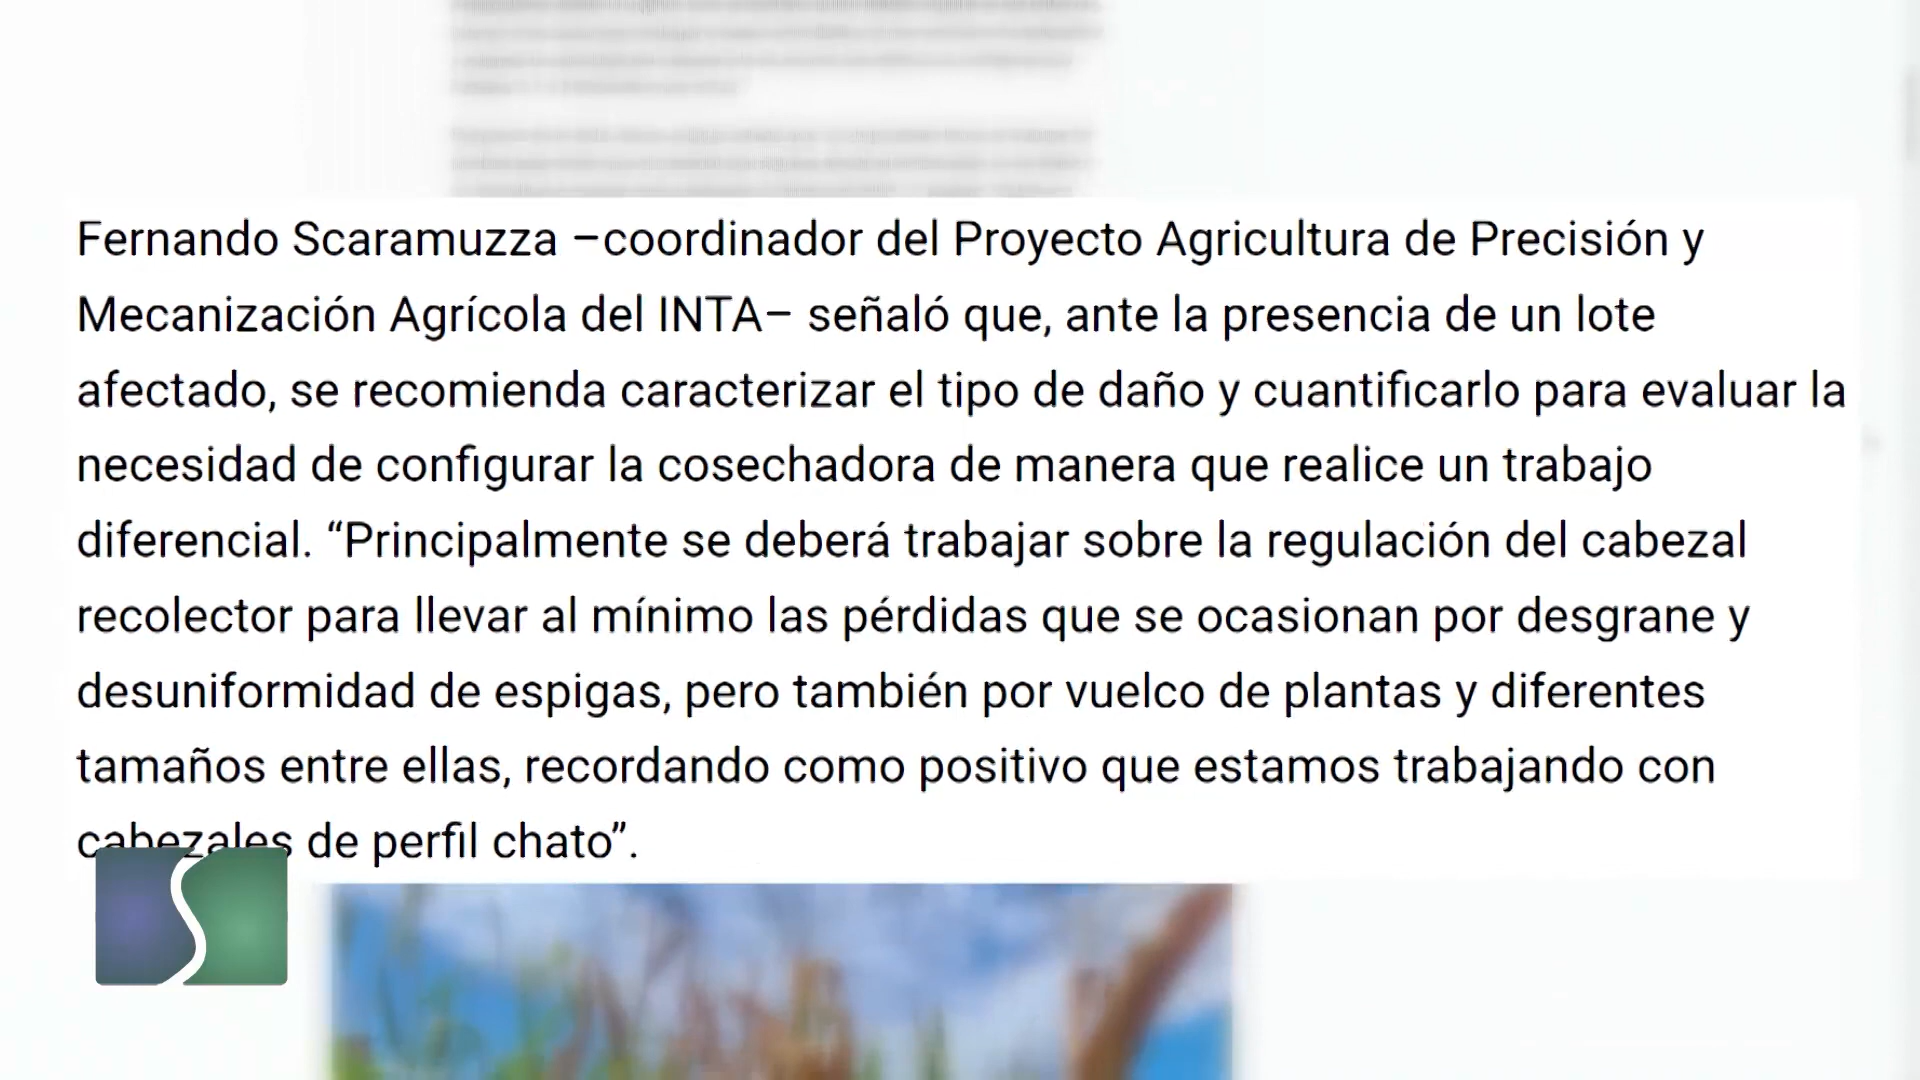 Fernando Scaramuzza –coordinador del Proyecto Agricultura de Precisión y
Mecanización Agrícola del INTA– señaló que, ante la presencia de un lote
afectado, se recomienda caracterizar el tipo de daño y cuantificarlo para evaluar la
necesidad de configurar la cosechadora de manera que realice un trabajo
diferencial. “Principalmente se deberá trabajar sobre la regulación del cabezal
recolector para llevar al mínimo las pérdidas que se ocasionan por desgrane y
desuniformidad de espigas, pero también por vuelco de plantas y diferentes
tamaños entre ellas, recordando como positivo que estamos trabajando con
cabezales de perfil chato”.